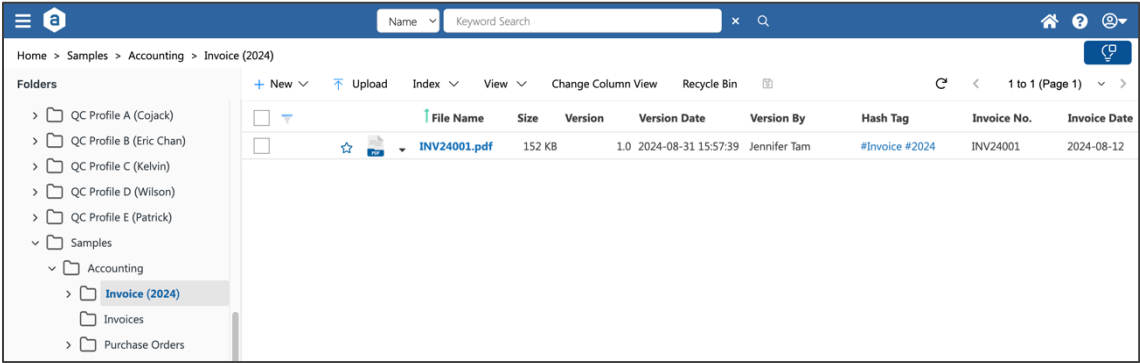 a
Name Keyword Search
Home > Samples > Accounting > Invoice (2024)
Folders
+ New Upload Index View Change Column View Recycle Bin 1 to 1 (Page 1)
QC Profile A (Cojack)
QC Profile B (Eric Chan)
QC Profile C (Kelvin)
QC Profile D (Wilson)
QC Profile E (Patrick)
Samples
Accounting
Invoice (2024)
Invoices
Purchase Orders
File Name Size Version Version Date Version By Hash Tag Invoice No. Invoice Date
PDF INV24001.pdf 152 KB 1.0 2024-08-31 15:57:39 Jennifer Tam #Invoice #2024 INV24001 2024-08-12